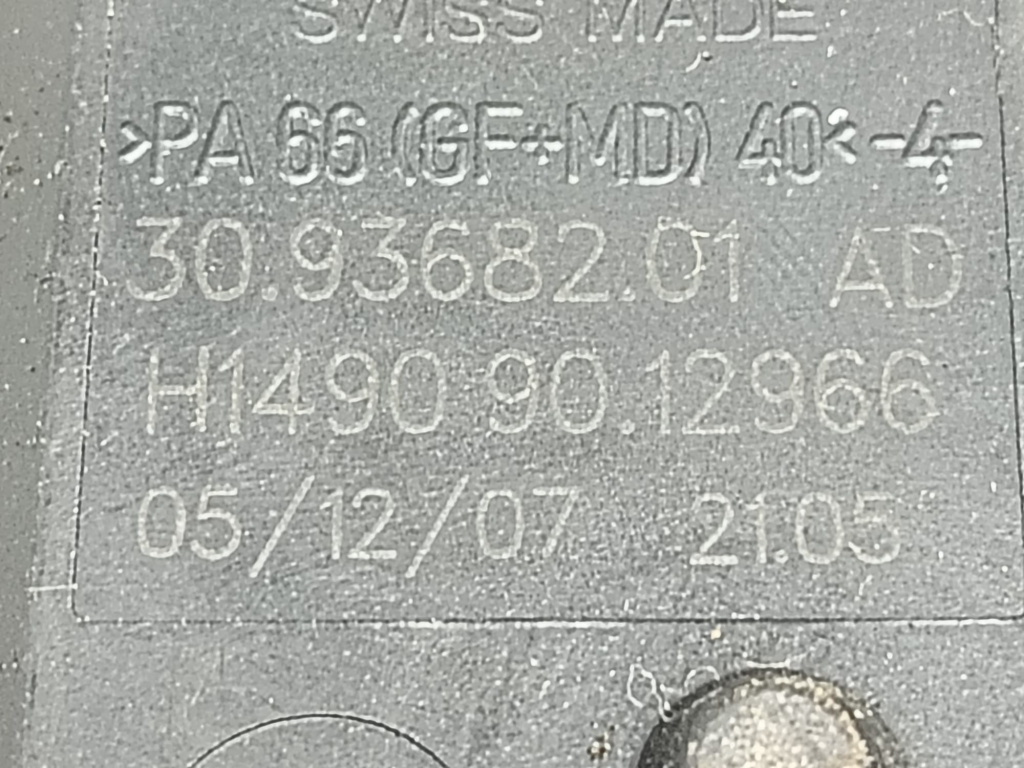 SWISS MADE
>PA 66 (GF+MD) 40< -4-
30.93682.01 AD
H1490 90.12966
05/12/07 21.05